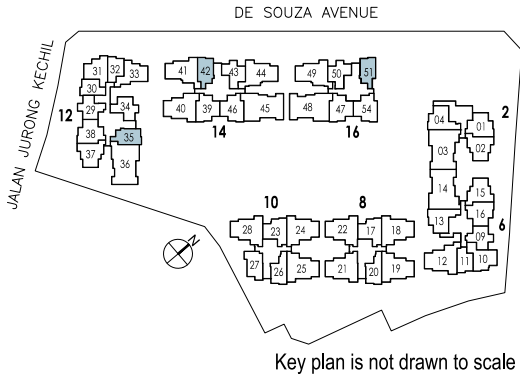 DE SOUZA AVENUE
JALAN JURONG KECHIL
31 32 33
30
29 34
12
38 35
37 36
41 42 43 44
40 39 46 45
14
49 50 51
48 47 54
16
04 01
2
03 02
14 15
13 16
6
09
12 11 10
10
28 23 24
27 26 25
8
22 17 18
21 20 19
N
Key plan is not drawn to scale